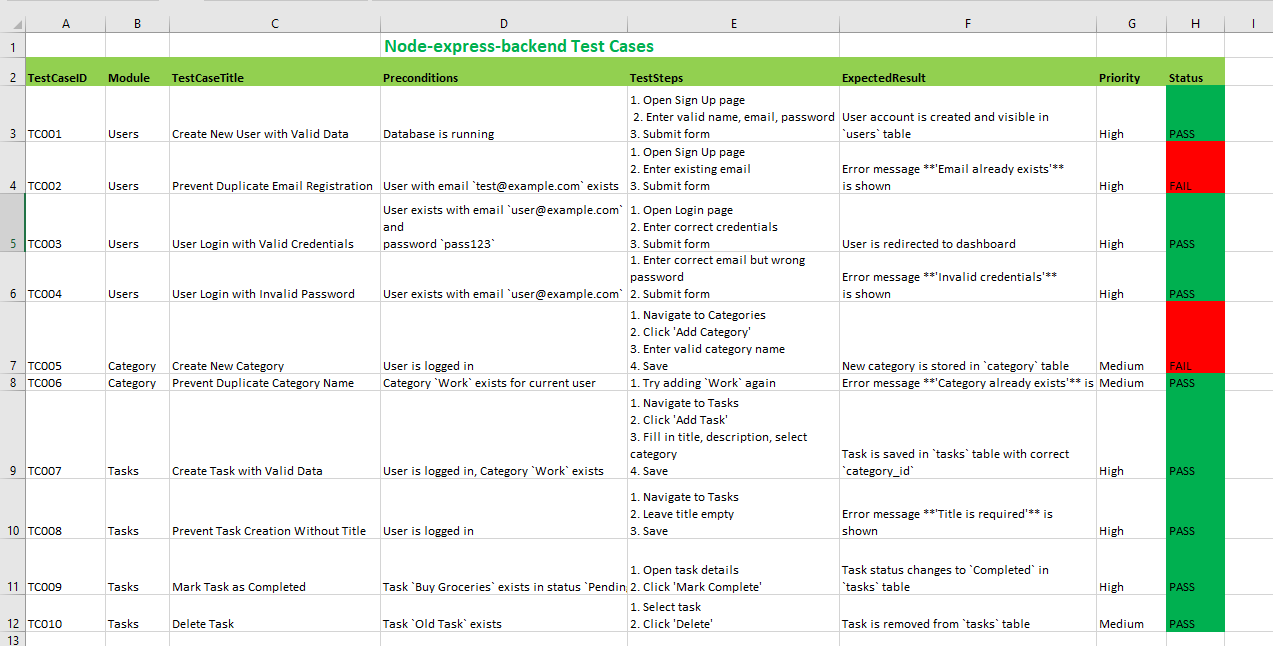 A B C D E F G H I
1 Node-express-backend Test Cases
2 TestCaseID Module TestCaseTitle Preconditions TestSteps ExpectedResult Priority Status
1. Open Sign Up page
2. Enter valid name, email, password User account is created and visible in
3 TC001 Users Create New User with Valid Data Database is running 3. Submit form `users` table High PASS
1. Open Sign Up page
2. Enter existing email Error message **'Email already exists'**
4 TC002 Users Prevent Duplicate Email Registration User with email `test@example.com` exists 3. Submit form is shown High FAIL
User exists with email `user@example.com` 1. Open Login page
and 2. Enter correct credentials
5 TC003 Users User Login with Valid Credentials password `pass123` 3. Submit form User is redirected to dashboard High PASS
1. Enter correct email but wrong
password Error message **'Invalid credentials'**
6 TC004 Users User Login with Invalid Password User exists with email `user@example.com` 2. Submit form is shown High PASS
1. Navigate to Categories
2. Click 'Add Category'
3. Enter valid category name
7 TC005 Category Create New Category User is logged in 4. Save New category is stored in `category` table Medium FAIL
8 TC006 Category Prevent Duplicate Category Name Category `Work` exists for current user 1. Try adding `Work` again Error message **'Category already exists'** is Medium PASS
1. Navigate to Tasks
2. Click 'Add Task'
3. Fill in title, description, select
category Task is saved in `tasks` table with correct
9 TC007 Tasks Create Task with Valid Data User is logged in, Category `Work` exists 4. Save `category_id` High PASS
1. Navigate to Tasks
2. Leave title empty Error message **'Title is required'** is
10 TC008 Tasks Prevent Task Creation Without Title User is logged in 3. Save shown High PASS
1. Open task details Task status changes to `Completed` in
11 TC009 Tasks Mark Task as Completed Task `Buy Groceries` exists in status `Pendin 2. Click 'Mark Complete' `tasks` table High PASS
1. Select task
12 TC010 Tasks Delete Task Task `Old Task` exists 2. Click 'Delete' Task is removed from `tasks` table Medium PASS
13